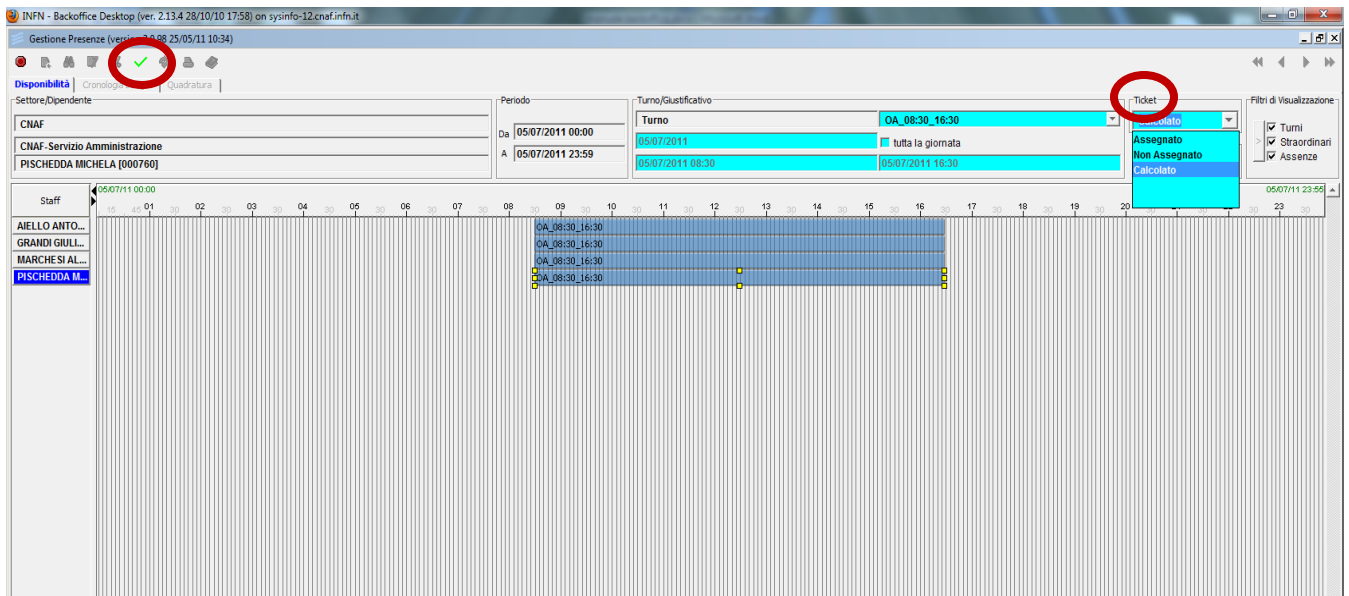 INFN - Backoffice Desktop (ver. 2.13.4 28/10/10 17:58) on sysinfo-12.cnaf.infn.it
Gestione Presenze (version 2.9.98 25/05/11 10:34)
Disponibilità Cronologia Quadratura
Settore/Dipendente
CNAF
CNAF-Servizio Amministrazione
PISCHEDDA MICHELA [000760]
Periodo
Da 05/07/2011 00:00
A 05/07/2011 23:59
Turno/Giustificativo
Turno OA_08:30_16:30
05/07/2011 tutta la giornata
05/07/2011 08:30 05/07/2011 16:30
Ticket
Calcolato
Assegnato
Non Assegnato
Calcolato
Filtri di Visualizzazione
>
Turni
Straordinari
Assenze
Staff
05/07/11 00:00 05/07/11 23:55
15 45 01 30 02 30 03 30 04 30 05 30 06 30 07 30 08 30 09 30 10 30 11 30 12 30 13 30 14 30 15 30 16 30 17 30 18 30 19 30 20 30 23 30
AIELLO ANTO... OA_08:30_16:30
GRANDI GIULI... OA_08:30_16:30
MARCHESI AL... OA_08:30_16:30
PISCHEDDA M... OA_08:30_16:30